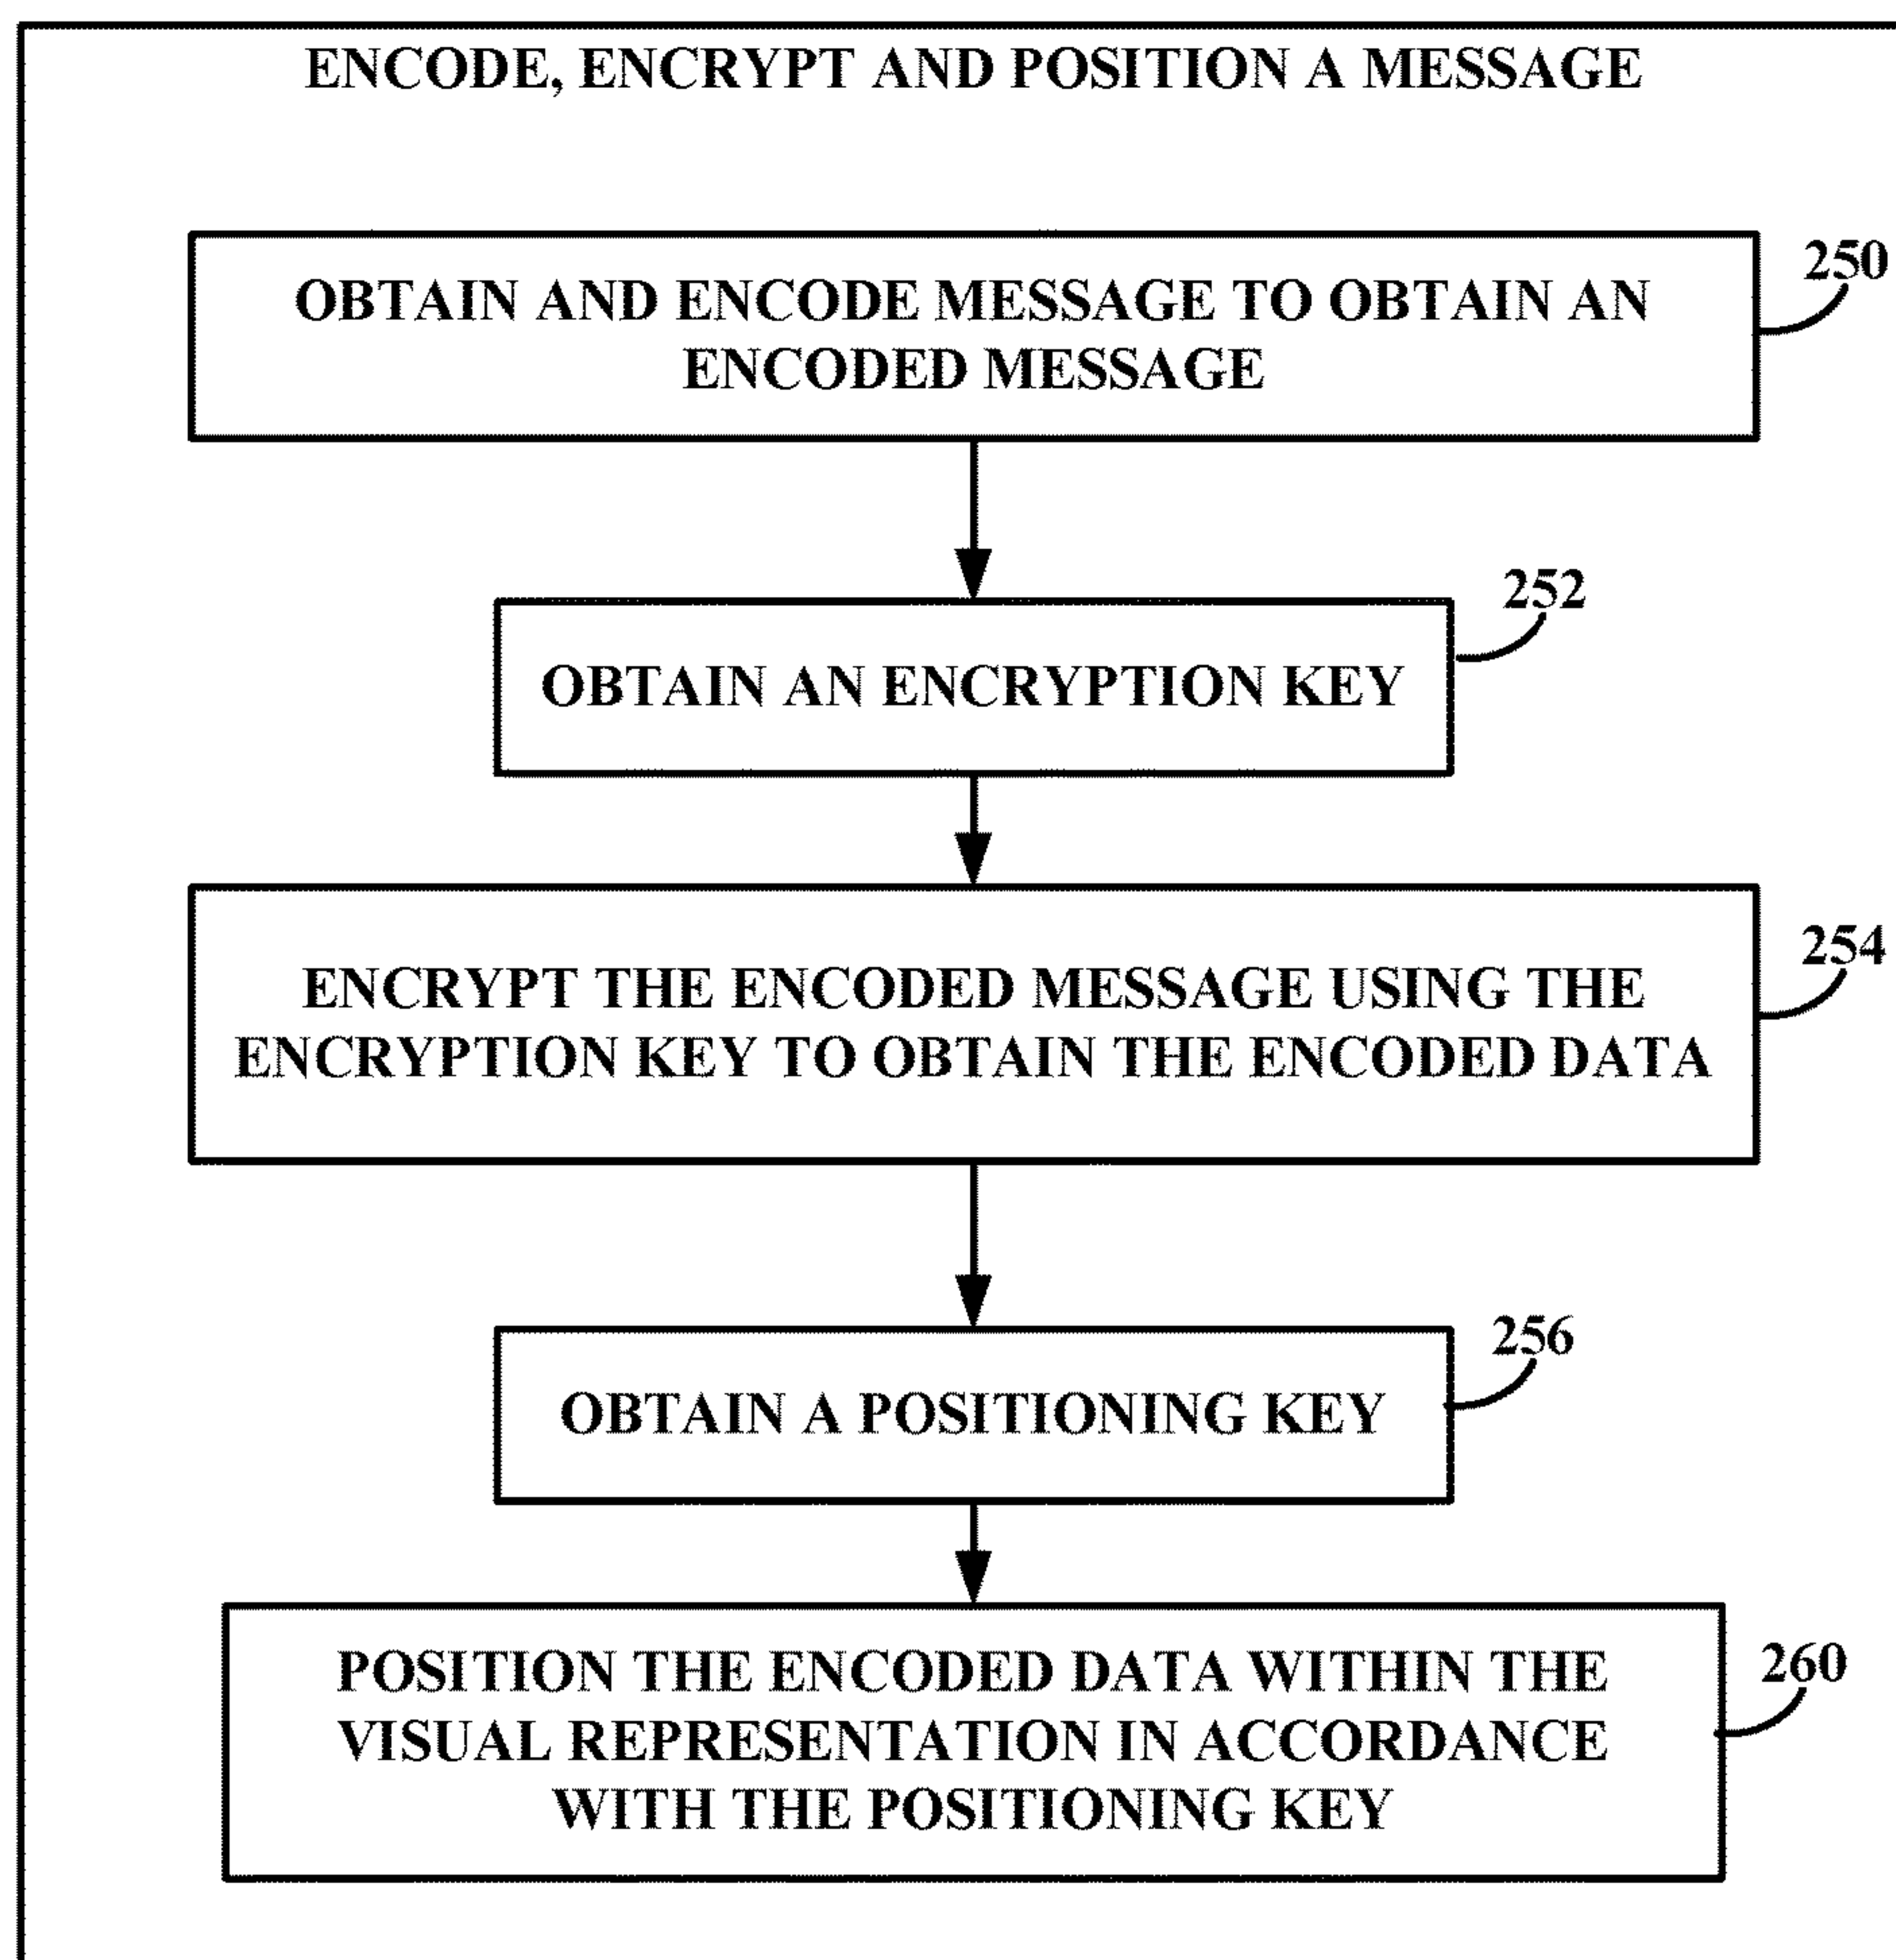 ENCODE, ENCRYPT AND POSITION A MESSAGE
250
OBTAIN AND ENCODE MESSAGE TO OBTAIN AN
ENCODED MESSAGE
252
OBTAIN AN ENCRYPTION KEY
254
ENCRYPT THE ENCODED MESSAGE USING THE
ENCRYPTION KEY TO OBTAIN THE ENCODED DATA
256
OBTAIN A POSITIONING KEY
260
POSITION THE ENCODED DATA WITHIN THE
VISUAL REPRESENTATION IN ACCORDANCE
WITH THE POSITIONING KEY